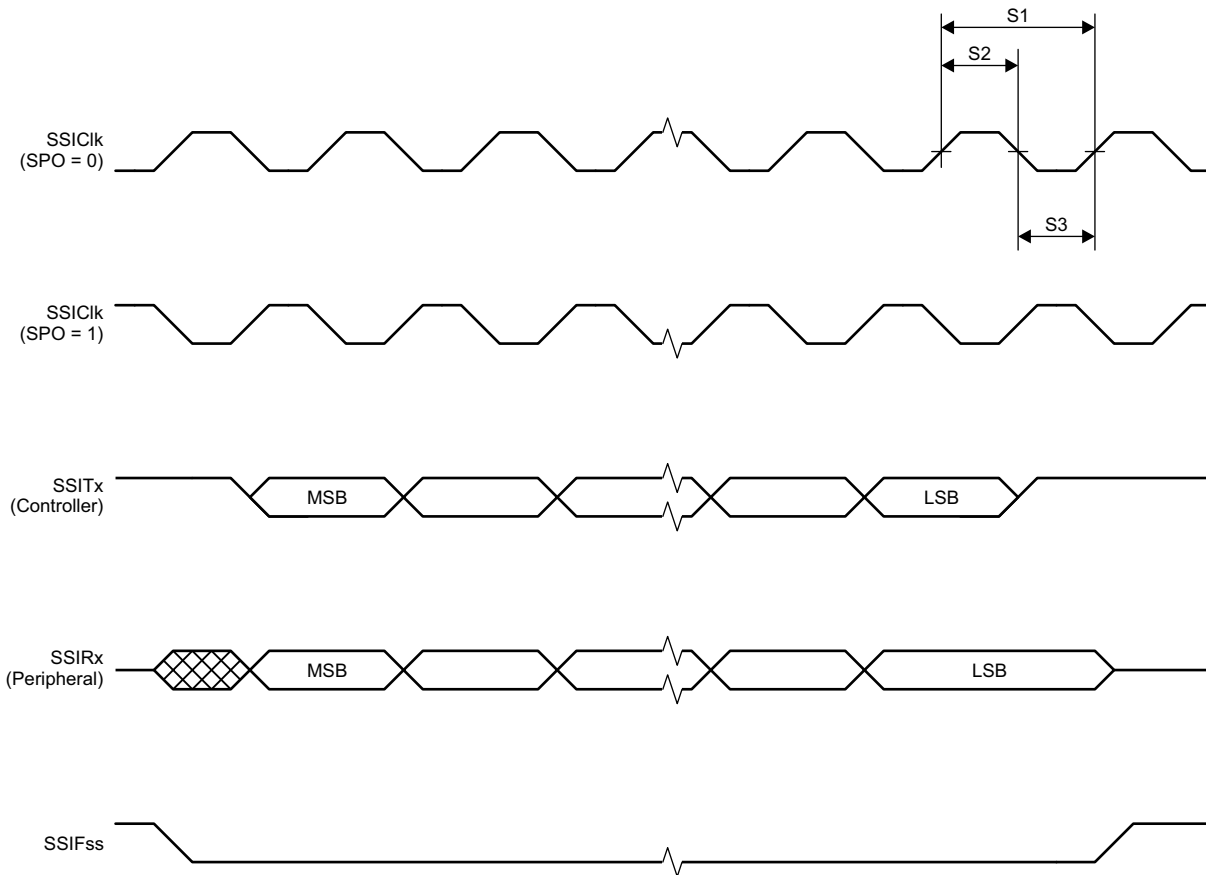 S1
S2
SSIClk
(SPO = 0)
S3
SSIClk
(SPO = 1)
SSITx
(Controller)
MSB
LSB
SSIRx
(Peripheral)
MSB
LSB
SSIFss